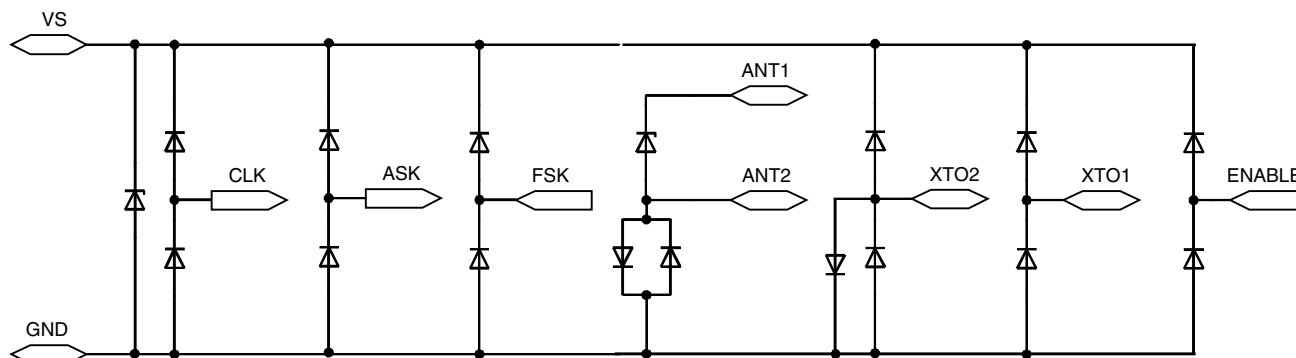 VS
ANT1
CLK
ASK
FSK
ANT2
XTO2
XTO1
ENABLE
GND